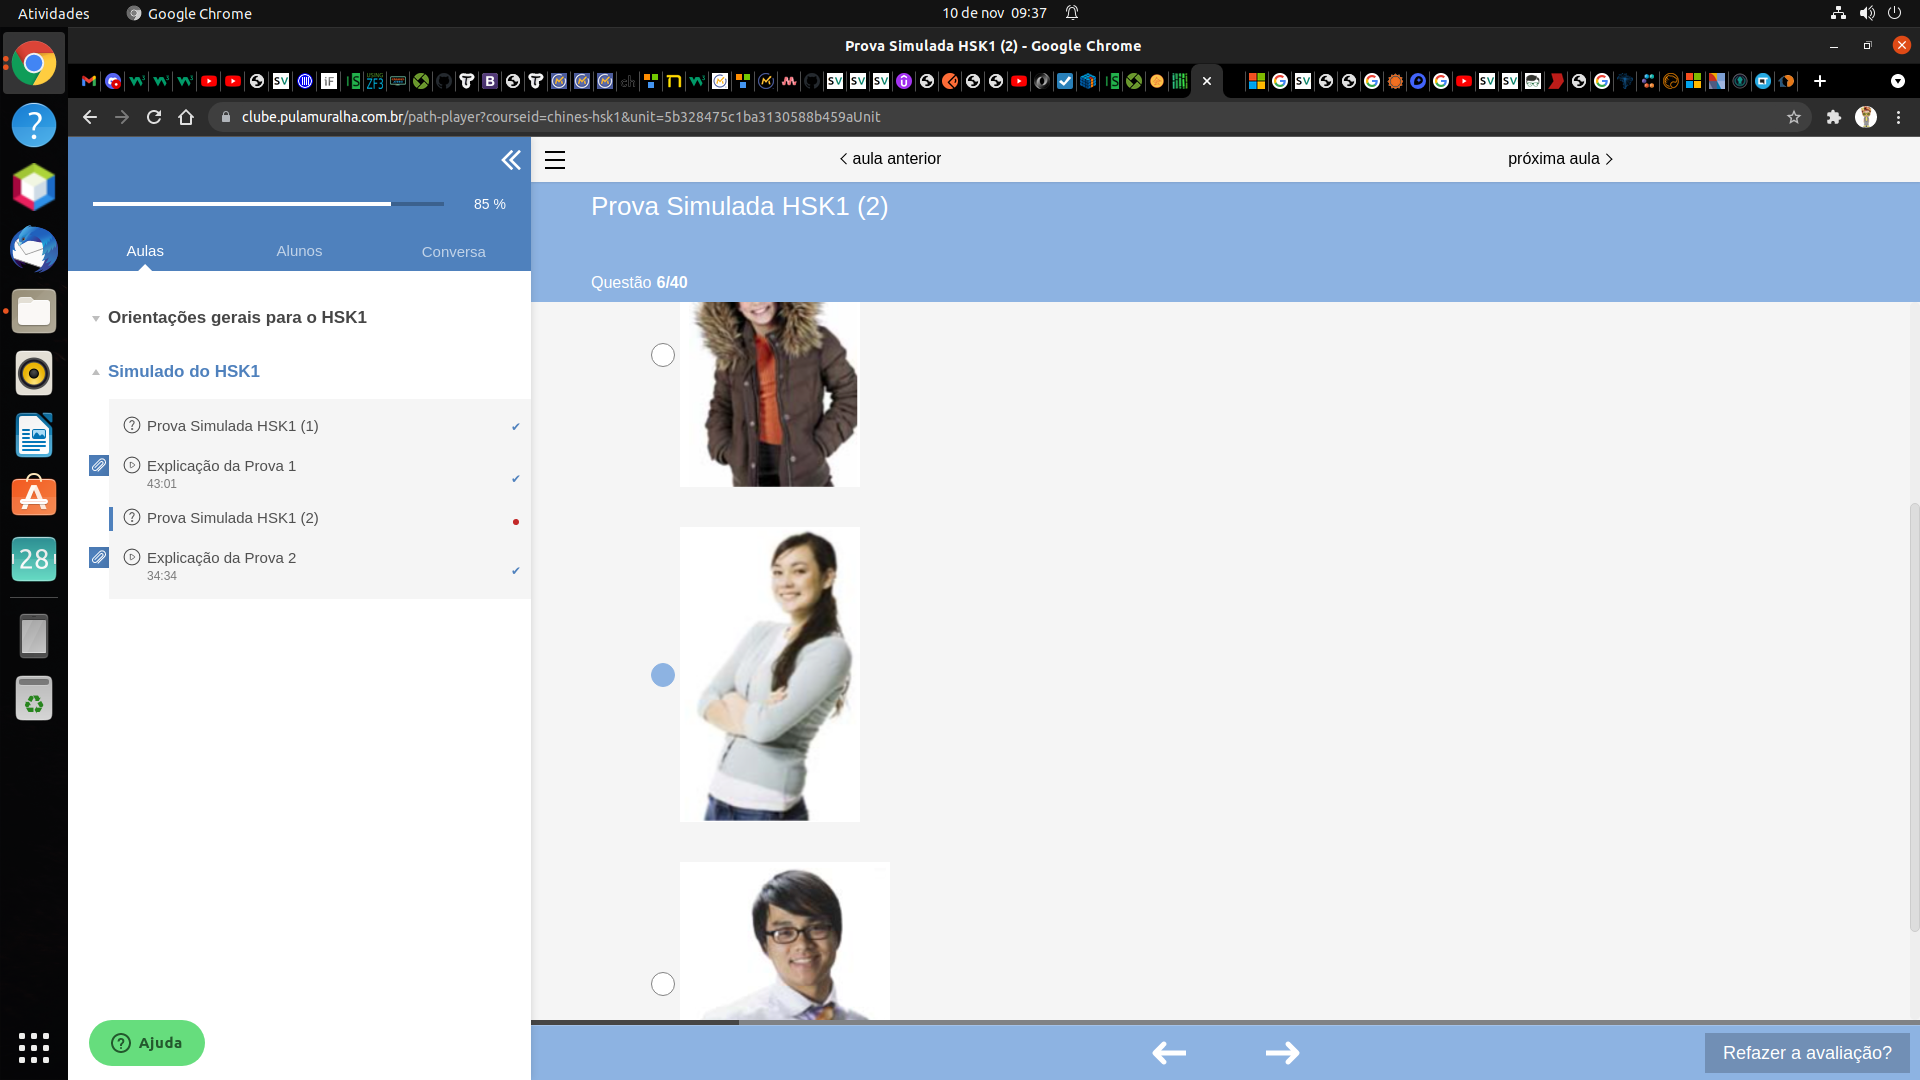 Atividades
Google Chrome
10 de nov 09:37
Prova Simulada HSK1 (2) - Google Chrome
clube.pulamuralha.com.br/path-player?courseid=chines-hsk1&unit=5b328475c1ba3130588b459aUnit
aula anterior
próxima aula
85 %
Prova Simulada HSK1 (2)
Aulas
Alunos
Conversa
Questão 6/40
Orientações gerais para o HSK1
Simulado do HSK1
Prova Simulada HSK1 (1)
Explicação da Prova 1
43:01
Prova Simulada HSK1 (2)
Explicação da Prova 2
34:34
28
Ajuda
Refazer a avaliação?